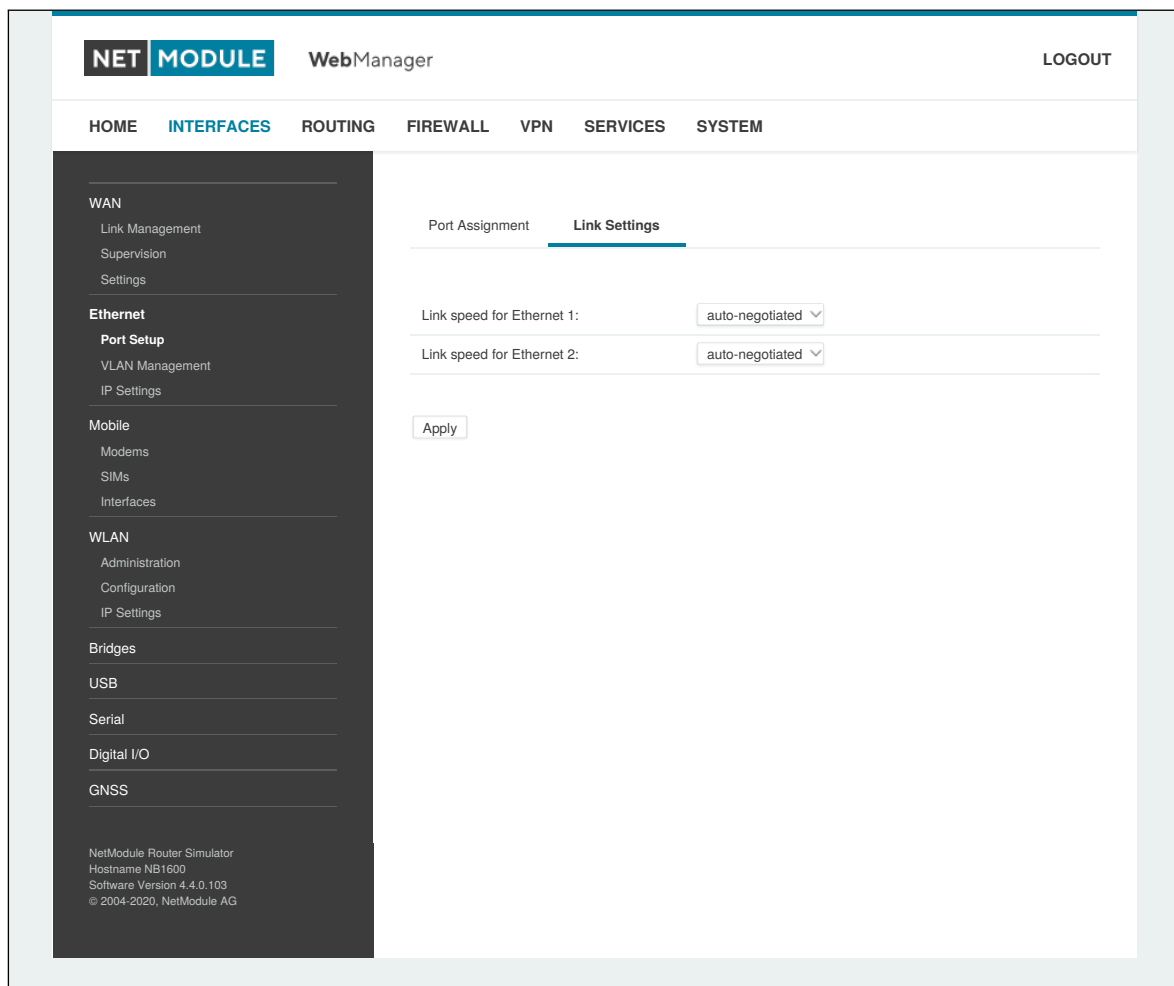 NET MODULE WebManager LOGOUT
HOME INTERFACES ROUTING FIREWALL VPN SERVICES SYSTEM
WAN
Link Management
Supervision
Settings
Ethernet
Port Setup
VLAN Management
IP Settings
Mobile
Modems
SIMs
Interfaces
WLAN
Administration
Configuration
IP Settings
Bridges
USB
Serial
Digital I/O
GNSS
NetModule Router Simulator
Hostname NB1600
Software Version 4.4.0.103
© 2004-2020, NetModule AG
Port Assignment Link Settings
Link speed for Ethernet 1: auto-negotiated
Link speed for Ethernet 2: auto-negotiated
Apply